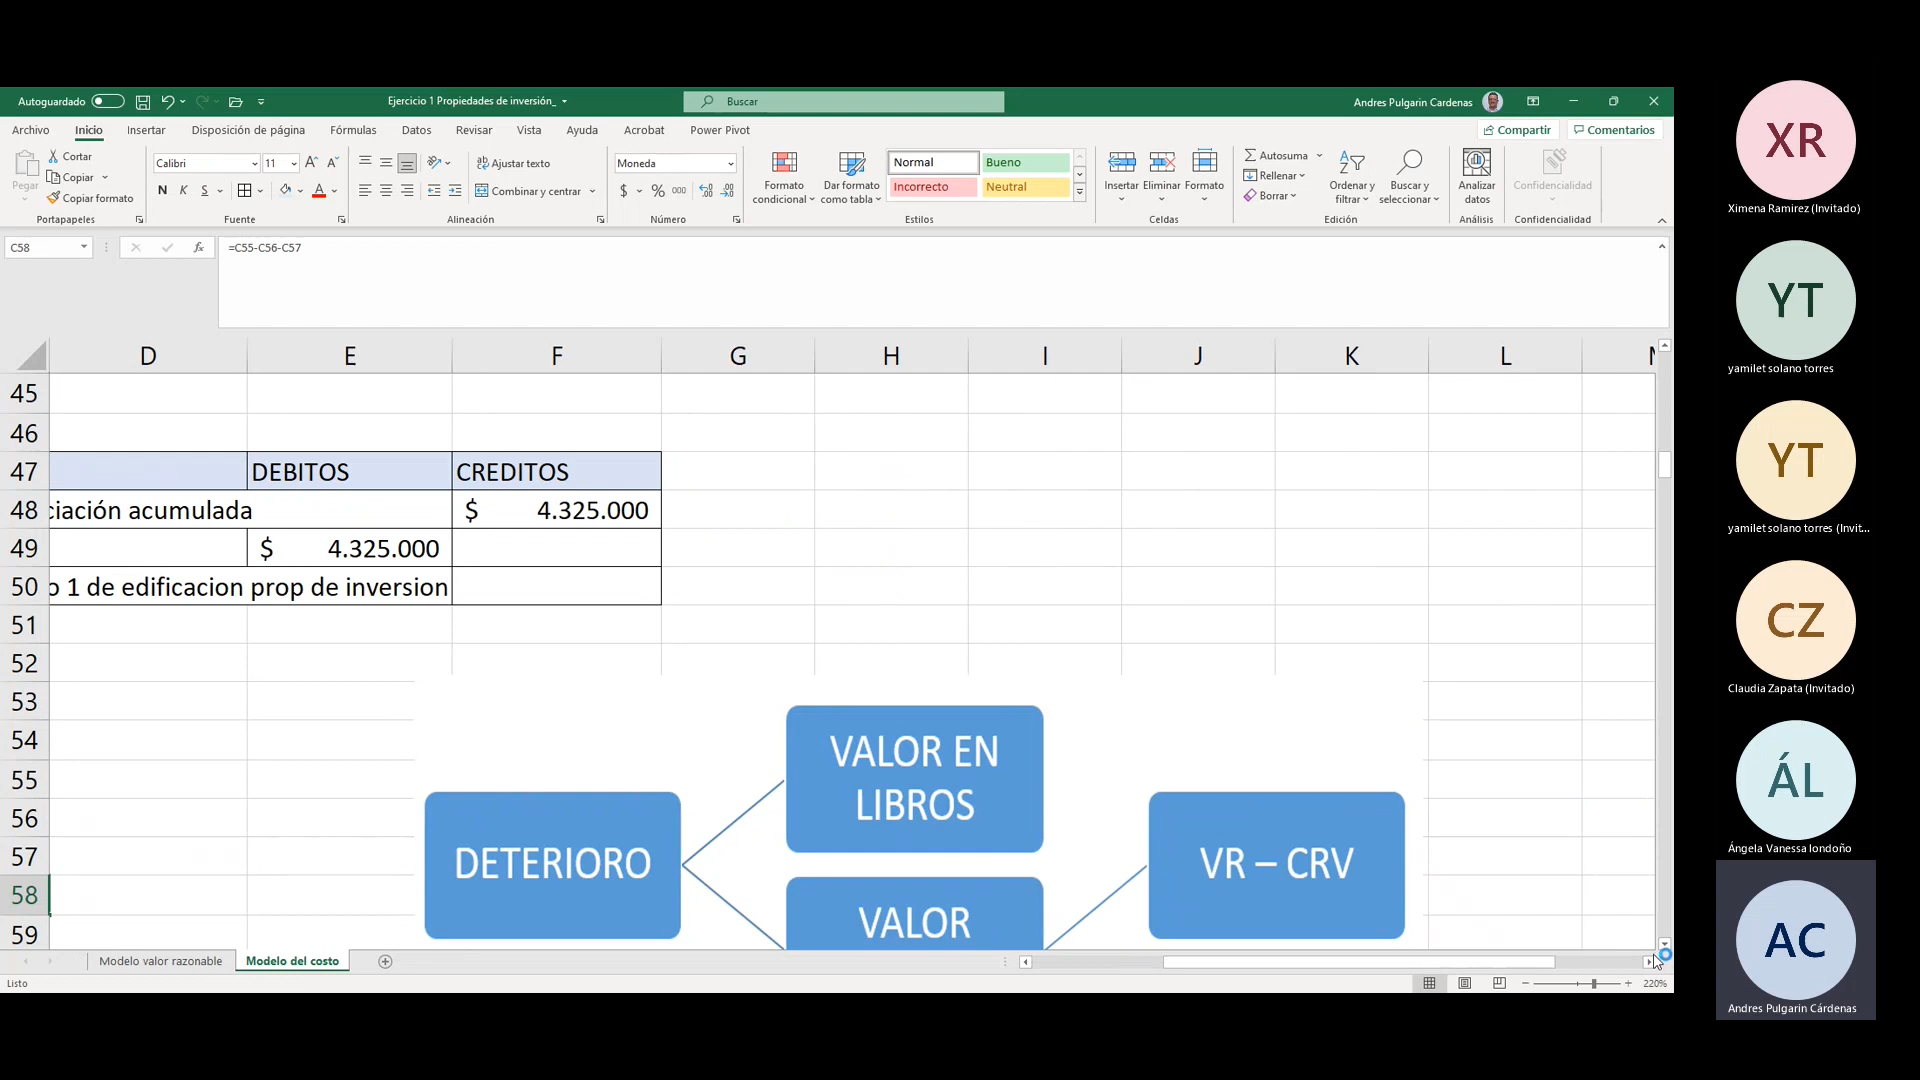 Autoguardado
Ejercicio 1 Propiedades de inversión_
Buscar
Andres Pulgarin Cardenas
Archivo Inicio Insertar Disposición de página Fórmulas Datos Revisar Vista Ayuda Acrobat Power Pivot
Compartir Comentarios
Pegar
Cortar
Copiar
Copiar formato
Portapapeles
Calibri 11
N K S
Fuente
Ajustar texto
Combinar y centrar
Alineación
Moneda
$ % 000
Número
Formato condicional
Dar formato como tabla
Normal Bueno
Incorrecto Neutral
Estilos
Insertar Eliminar Formato
Celdas
Autosuma
Rellenar
Borrar
Ordenar y filtrar
Buscar y seleccionar
Edición
Analizar datos
Análisis
Confidencialidad
Confidencialidad
C58 fx =C55-C56-C57
D E F G H I J K L
45
46
47 DEBITOS CREDITOS
48 ciación acumulada $ 4.325.000
49 $ 4.325.000
50 o 1 de edificacion prop de inversion
51
52
53
54
55
56
57
58
59
VALOR EN
LIBROS
DETERIORO
VR – CRV
VALOR
Modelo valor razonable Modelo del costo
Listo
220%
XR
Ximena Ramirez (Invitado)
YT
yamilet solano torres
YT
yamilet solano torres (Invit...
CZ
Claudia Zapata (Invitado)
ÁL
Ángela Vanessa londoño
AC
Andres Pulgarin Cárdenas